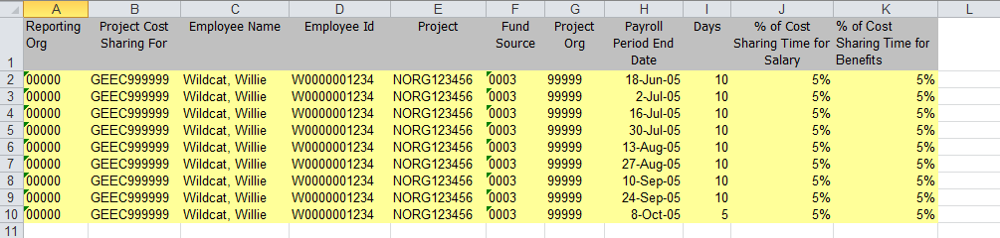 A B C D E F G H I J K L
1 Reporting Org Project Cost Sharing For Employee Name Employee Id Project Fund Source Project Org Payroll Period End Date Days % of Cost Sharing Time for Salary % of Cost Sharing Time for Benefits
2 00000 GEEC999999 Wildcat, Willie W0000001234 NORG123456 0003 99999 18-Jun-05 10 5% 5%
3 00000 GEEC999999 Wildcat, Willie W0000001234 NORG123456 0003 99999 2-Jul-05 10 5% 5%
4 00000 GEEC999999 Wildcat, Willie W0000001234 NORG123456 0003 99999 16-Jul-05 10 5% 5%
5 00000 GEEC999999 Wildcat, Willie W0000001234 NORG123456 0003 99999 30-Jul-05 10 5% 5%
6 00000 GEEC999999 Wildcat, Willie W0000001234 NORG123456 0003 99999 13-Aug-05 10 5% 5%
7 00000 GEEC999999 Wildcat, Willie W0000001234 NORG123456 0003 99999 27-Aug-05 10 5% 5%
8 00000 GEEC999999 Wildcat, Willie W0000001234 NORG123456 0003 99999 10-Sep-05 10 5% 5%
9 00000 GEEC999999 Wildcat, Willie W0000001234 NORG123456 0003 99999 24-Sep-05 10 5% 5%
10 00000 GEEC999999 Wildcat, Willie W0000001234 NORG123456 0003 99999 8-Oct-05 5 5% 5%
11